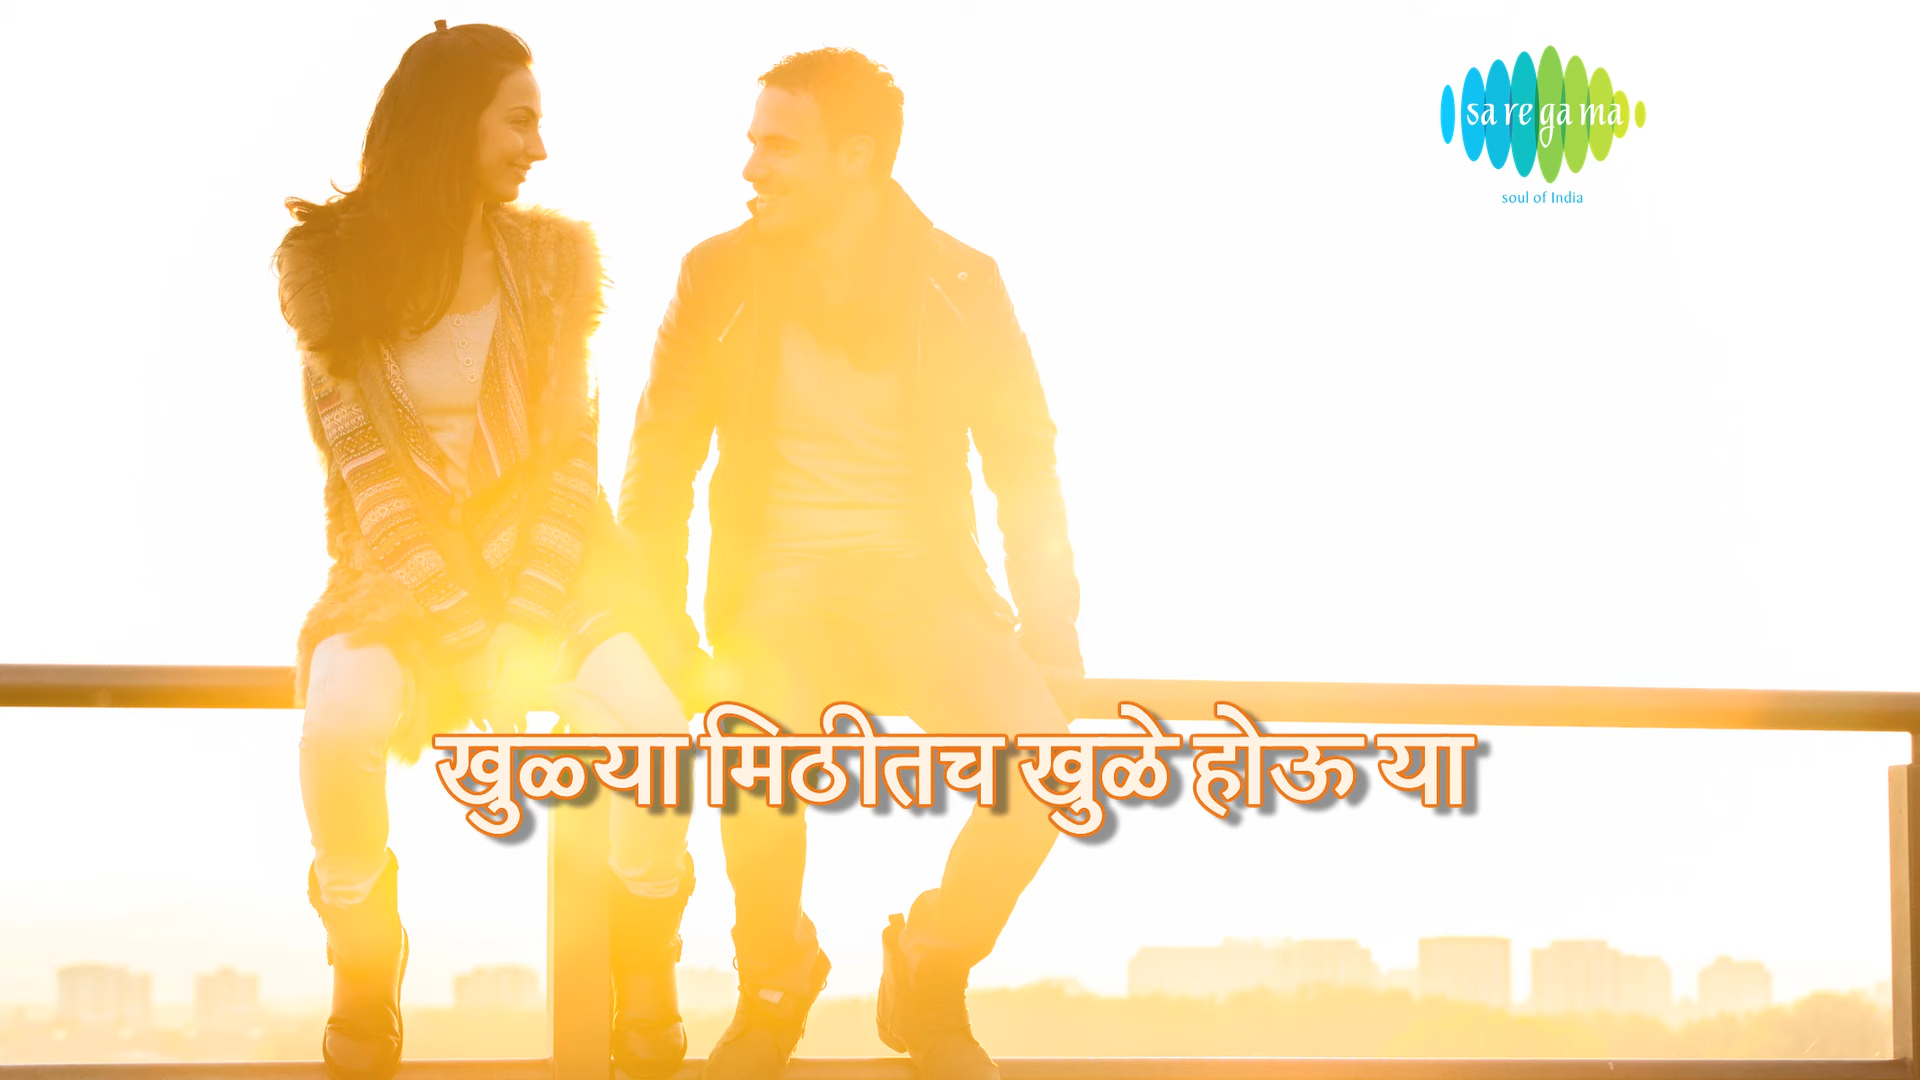 sa re ga ma
soul of India
खुळ्या मिठीतच खुळे होऊ या